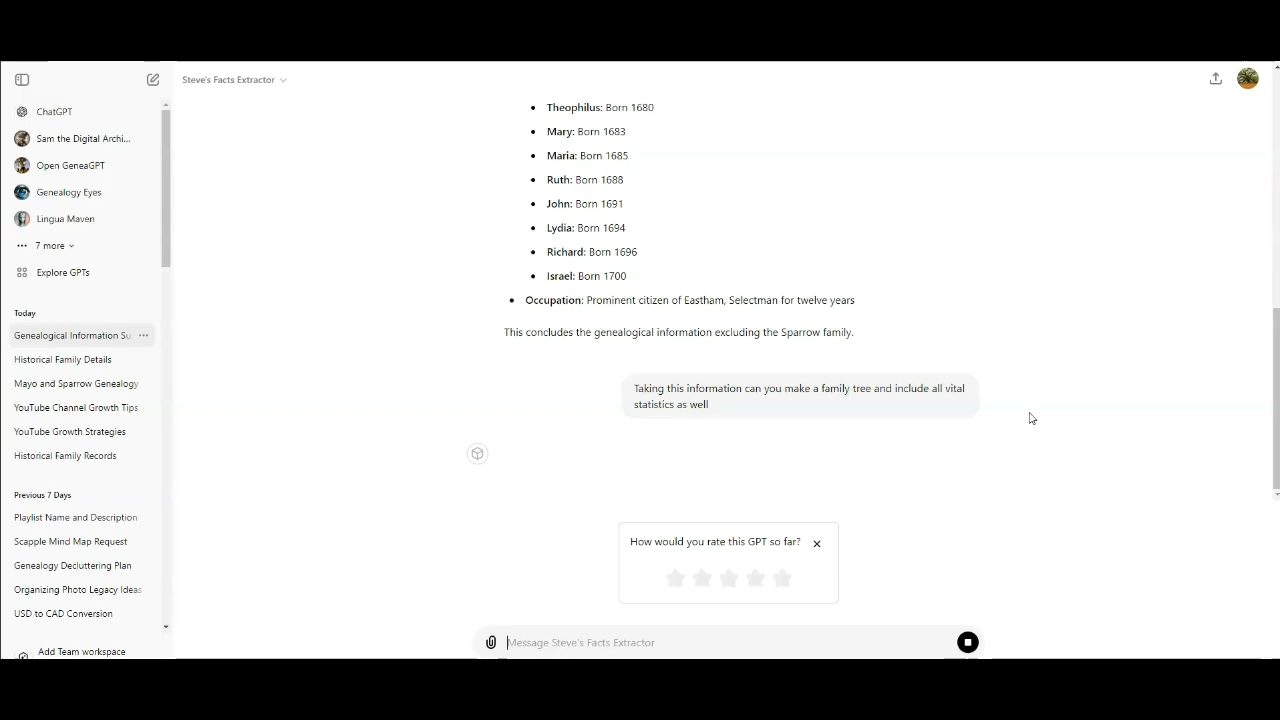 Steve's Facts Extractor
ChatGPT
Sam the Digital Archi...
Open GeneaGPT
Genealogy Eyes
Lingua Maven
7 more
Explore GPTs
Today
Genealogical Information Su
Historical Family Details
Mayo and Sparrow Genealogy
YouTube Channel Growth Tips
YouTube Growth Strategies
Historical Family Records
Previous 7 Days
Playlist Name and Description
Scapple Mind Map Request
Genealogy Decluttering Plan
Organizing Photo Legacy Ideas
USD to CAD Conversion
Add Team workspace
Theophilus: Born 1680
Mary: Born 1683
Maria: Born 1685
Ruth: Born 1688
John: Born 1691
Lydia: Born 1694
Richard: Born 1696
Israel: Born 1700
Occupation: Prominent citizen of Eastham, Selectman for twelve years
This concludes the genealogical information excluding the Sparrow family.
Taking this information can you make a family tree and include all vital
statistics as well
How would you rate this GPT so far?
Message Steve's Facts Extractor